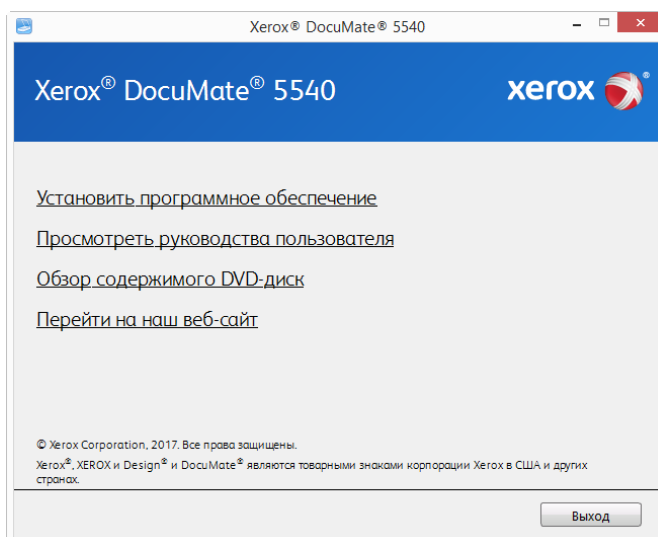 Xerox® DocuMate® 5540
Xerox® DocuMate® 5540
xerox®
Установить программное обеспечение
Просмотреть руководства пользователя
Обзор содержимого DVD-диск
Перейти на наш веб-сайт
© Xerox Corporation, 2017. Все права защищены.
Xerox®, XEROX и Design® и DocuMate® являются товарными знаками корпорации Xerox в США и других
странах.
Выход